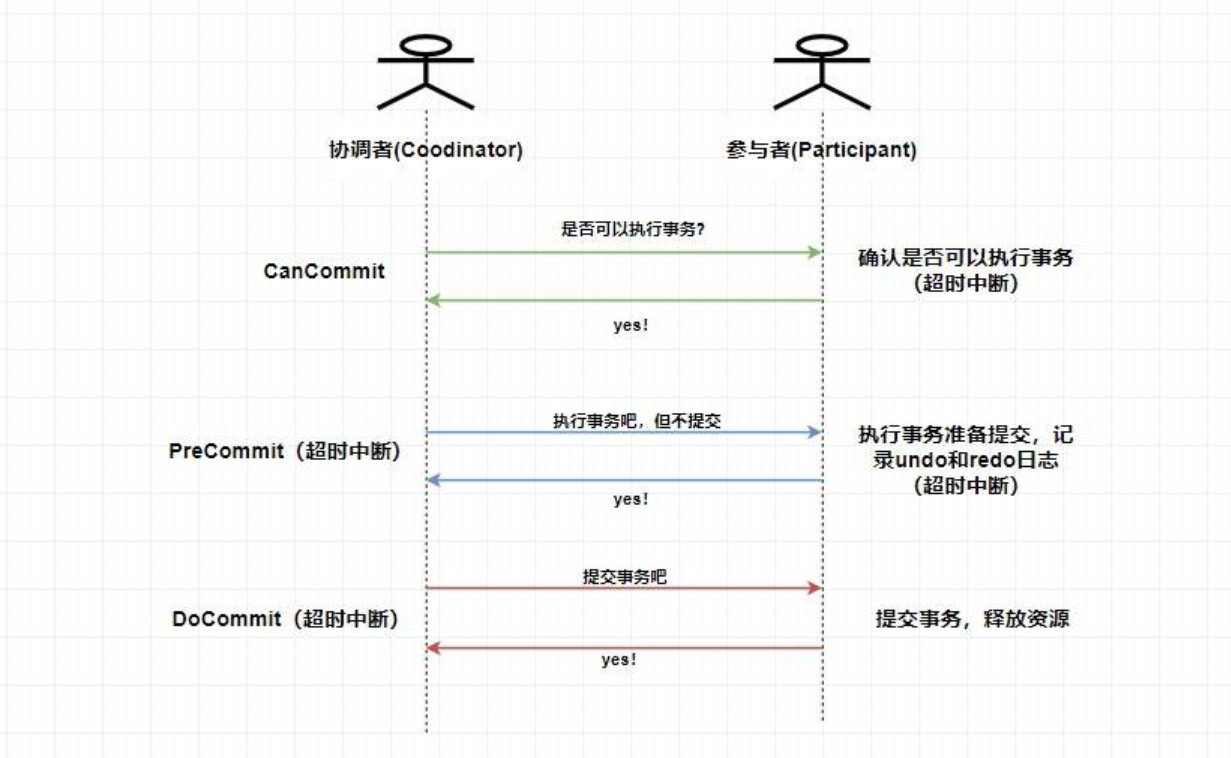 协调者(Coodinator)
参与者(Participant)
是否可以执行事务?
CanCommit
确认是否可以执行事务
（超时中断）
yes!
执行事务吧，但不提交
PreCommit（超时中断）
执行事务准备提交，记
录undo和redo日志
（超时中断）
yes!
提交事务吧
DoCommit（超时中断）
提交事务，释放资源
yes!